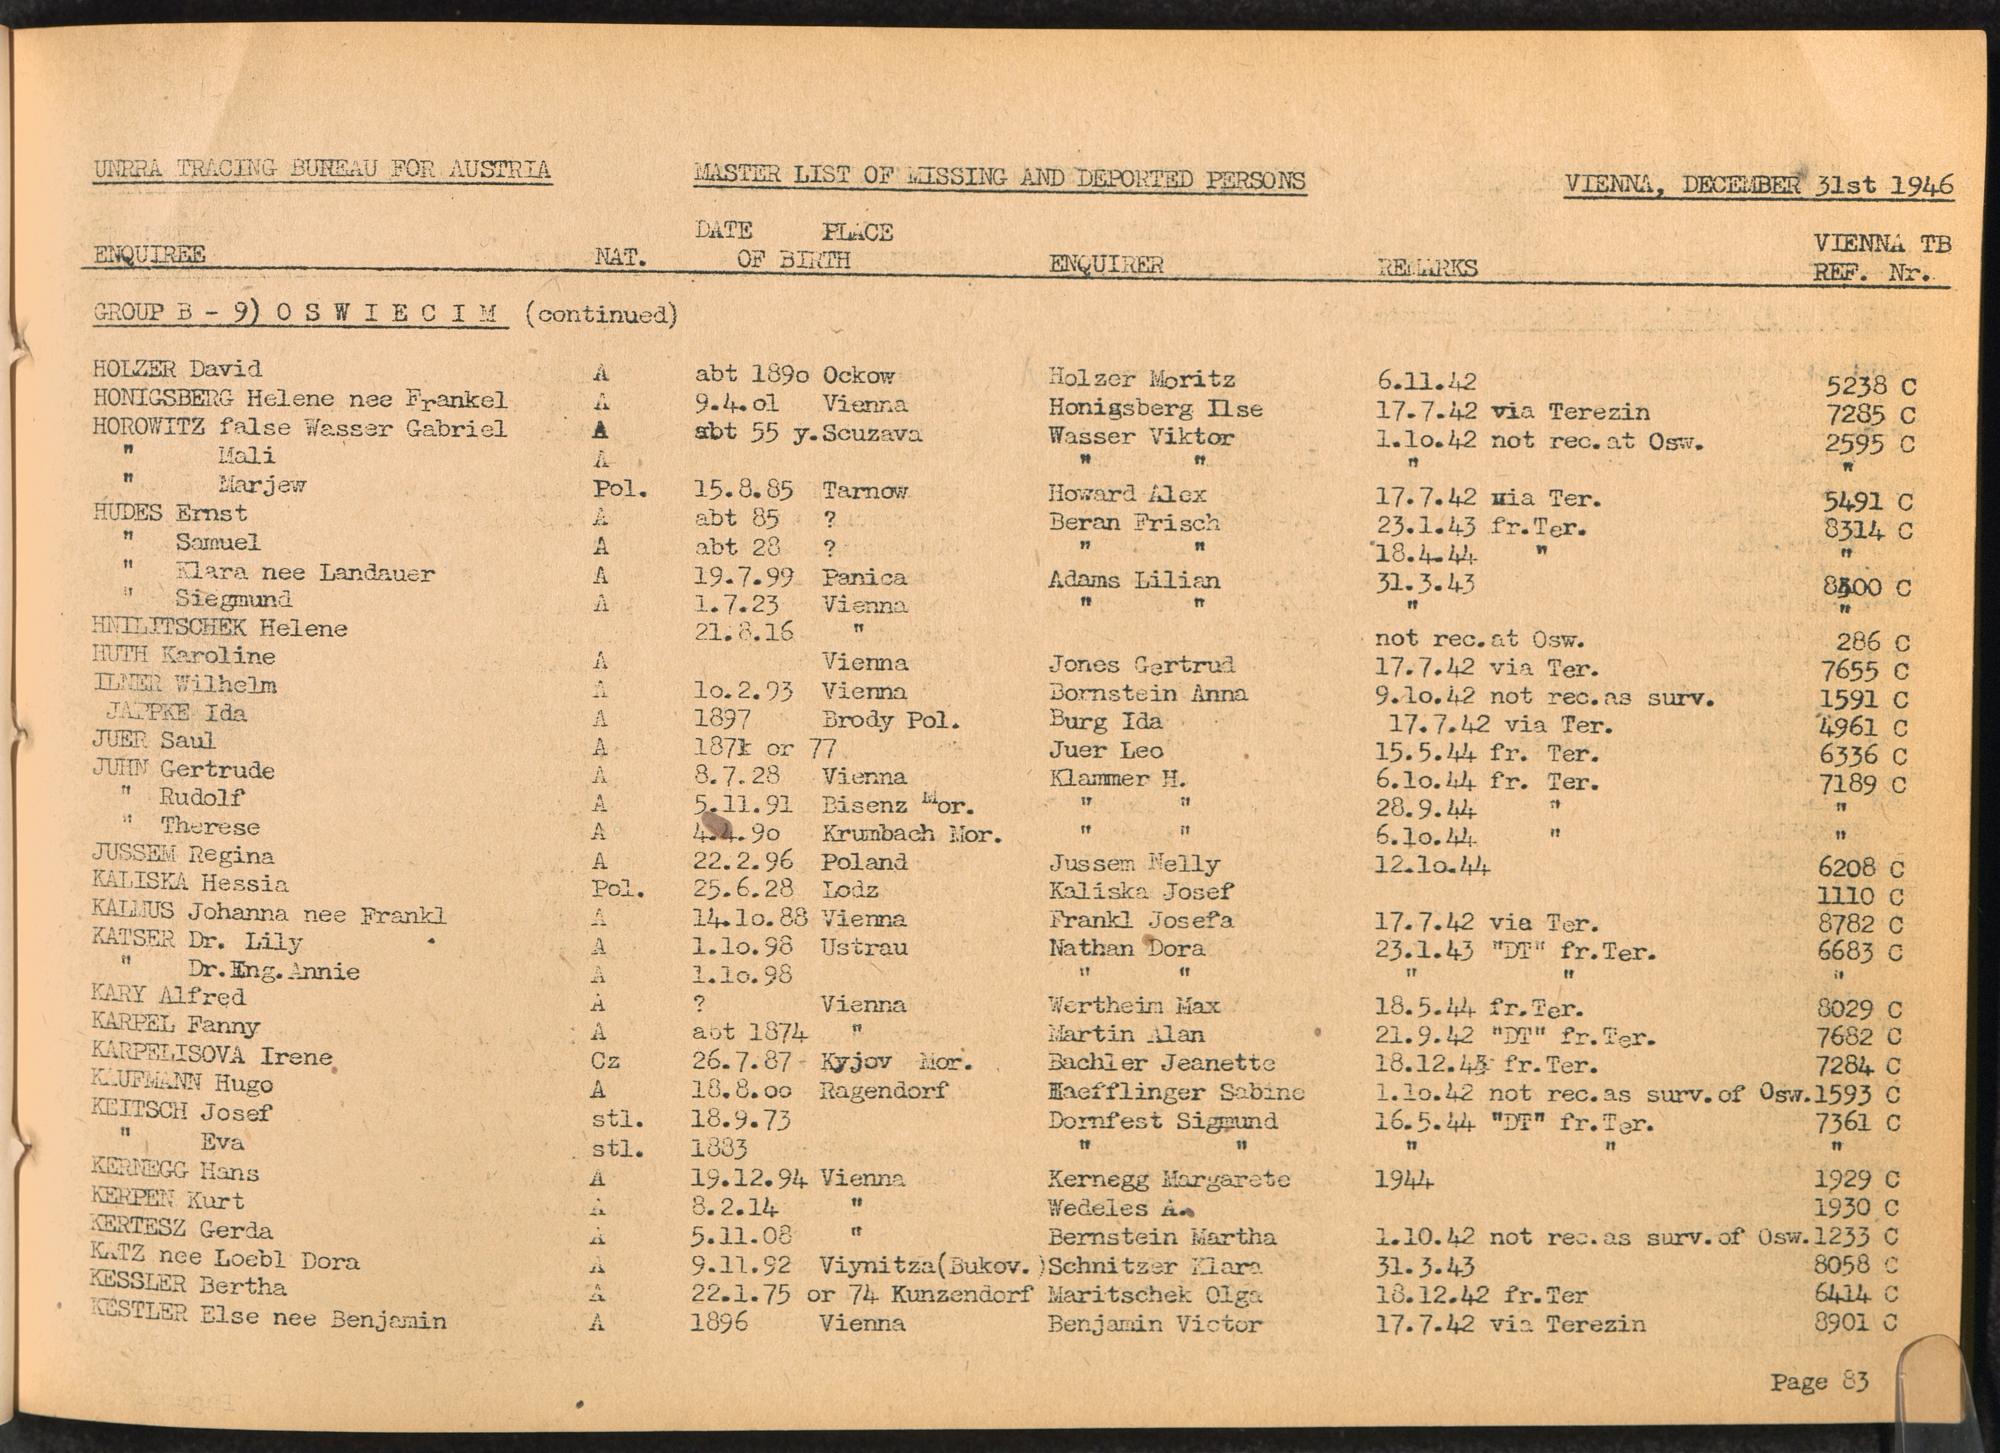 UNRRA TRACING BUREAU FOR AUSTRIA MASTER LIST OF MISSING AND DEPORTED PERSONS VIENNA, DECEMBER 31st 1946
DATE PLACE VIENNA TB
ENQUIREE NAT. OF BIRTH ENQUIRER REMARKS REF. Nr.
GROUP B - 9) O S W I E C I M (continued)
HOLZER David A abt 189o Ockow Holzer Moritz 6.11.42 5238 C
HONIGSBERG Helene nee Frankel A 9.4.o1 Vienna Honigsberg Ilse 17.7.42 via Terezin 7285 C
HOROWITZ false Wasser Gabriel A abt 55 y. Scuzava Wasser Viktor 1.1o.42 not rec.at Osw. 2595 C
" Mali A " " " "
" Marjew Pol. 15.8.85 Tarnow Howard Alex 17.7.42 via Ter. 5491 C
HUDES Ernst A abt 85 ? Beran Frisch 23.1.43 fr.Ter. 8314 C
" Samuel A abt 28 ? " " 18.4.44 " "
" Klara nee Landauer A 19.7.99 Panica Adams Lilian 31.3.43 8400 C
" Siegmund A 1.7.23 Vienna " " " "
HNILITSCHEK Helene 21.8.16 " not rec.at Osw. 286 C
HUTH Karoline A Vienna Jones Gertrud 17.7.42 via Ter. 7655 C
ILNER Wilhelm A 1o.2.93 Vienna Bornstein Anna 9.1o.42 not rec.as surv. 1591 C
JAPPKE Ida A 1897 Brody Pol. Burg Ida 17.7.42 via Ter. 4961 C
JUER Saul A 187 or 77 Juer Leo 15.5.44 fr. Ter. 6336 C
JUHN Gertrude A 8.7.28 Vienna Klammer H. 6.1o.44 fr. Ter. 7189 C
" Rudolf A 5.11.91 Bisenz Mor. " " 28.9.44 " "
" Therese A 4.4.9o Krumbach Mor. " " 6.1o.44 " "
JUSSEM Regina A 22.2.96 Poland Jussem Nelly 12.1o.44 6208 C
KALISKA Hessia Pol. 25.6.28 Lodz Kaliska Josef 1110 C
KALMUS Johanna nee Frankl A 14.1o.88 Vienna Frankl Josefa 17.7.42 via Ter. 8782 C
KATSER Dr. Lily A 1.1o.98 Ustrau Nathan Dora 23.1.43 "DT" fr.Ter. 6683 C
" Dr.Eng.Annie A 1.1o.98 " " " " "
KARY Alfred A ? Vienna Wertheim Max 18.5.44 fr.Ter. 8029 C
KARPEL Fanny A abt 1874 " Martin Alan 21.9.42 "DT" fr.Ter. 7682 C
KARPELISOVA Irene Cz 26.7.87 Kyjov Mor. Bachler Jeanette 18.12.43 fr.Ter. 7284 C
KAUFMANN Hugo A 18.8.oo Ragendorf Haefflinger Sabine 1.1o.42 not rec.as surv.of Osw. 1593 C
KEITSCH Josef stl. 18.9.73 Dornfest Sigmund 16.5.44 "DT" fr.Ter. 7361 C
" Eva stl. 1883 " " " " "
KERNEGG Hans A 19.12.94 Vienna Kernegg Margarete 1944 1929 C
KERPEN Kurt A 8.2.14 " Wedeles A. 1930 C
KERTESZ Gerda A 5.11.08 " Bernstein Martha 1.10.42 not rec.as surv.of Osw. 1233 C
KATZ nee Loebl Dora A 9.11.92 Viynitza(Bukov.) Schnitzer Klara 31.3.43 8058 C
KESSLER Bertha A 22.1.75 or 74 Kunzendorf Maritschek Olga 18.12.42 fr.Ter 6414 C
KESTLER Else nee Benjamin A 1896 Vienna Benjamin Victor 17.7.42 via Terezin 8901 C
Page 83